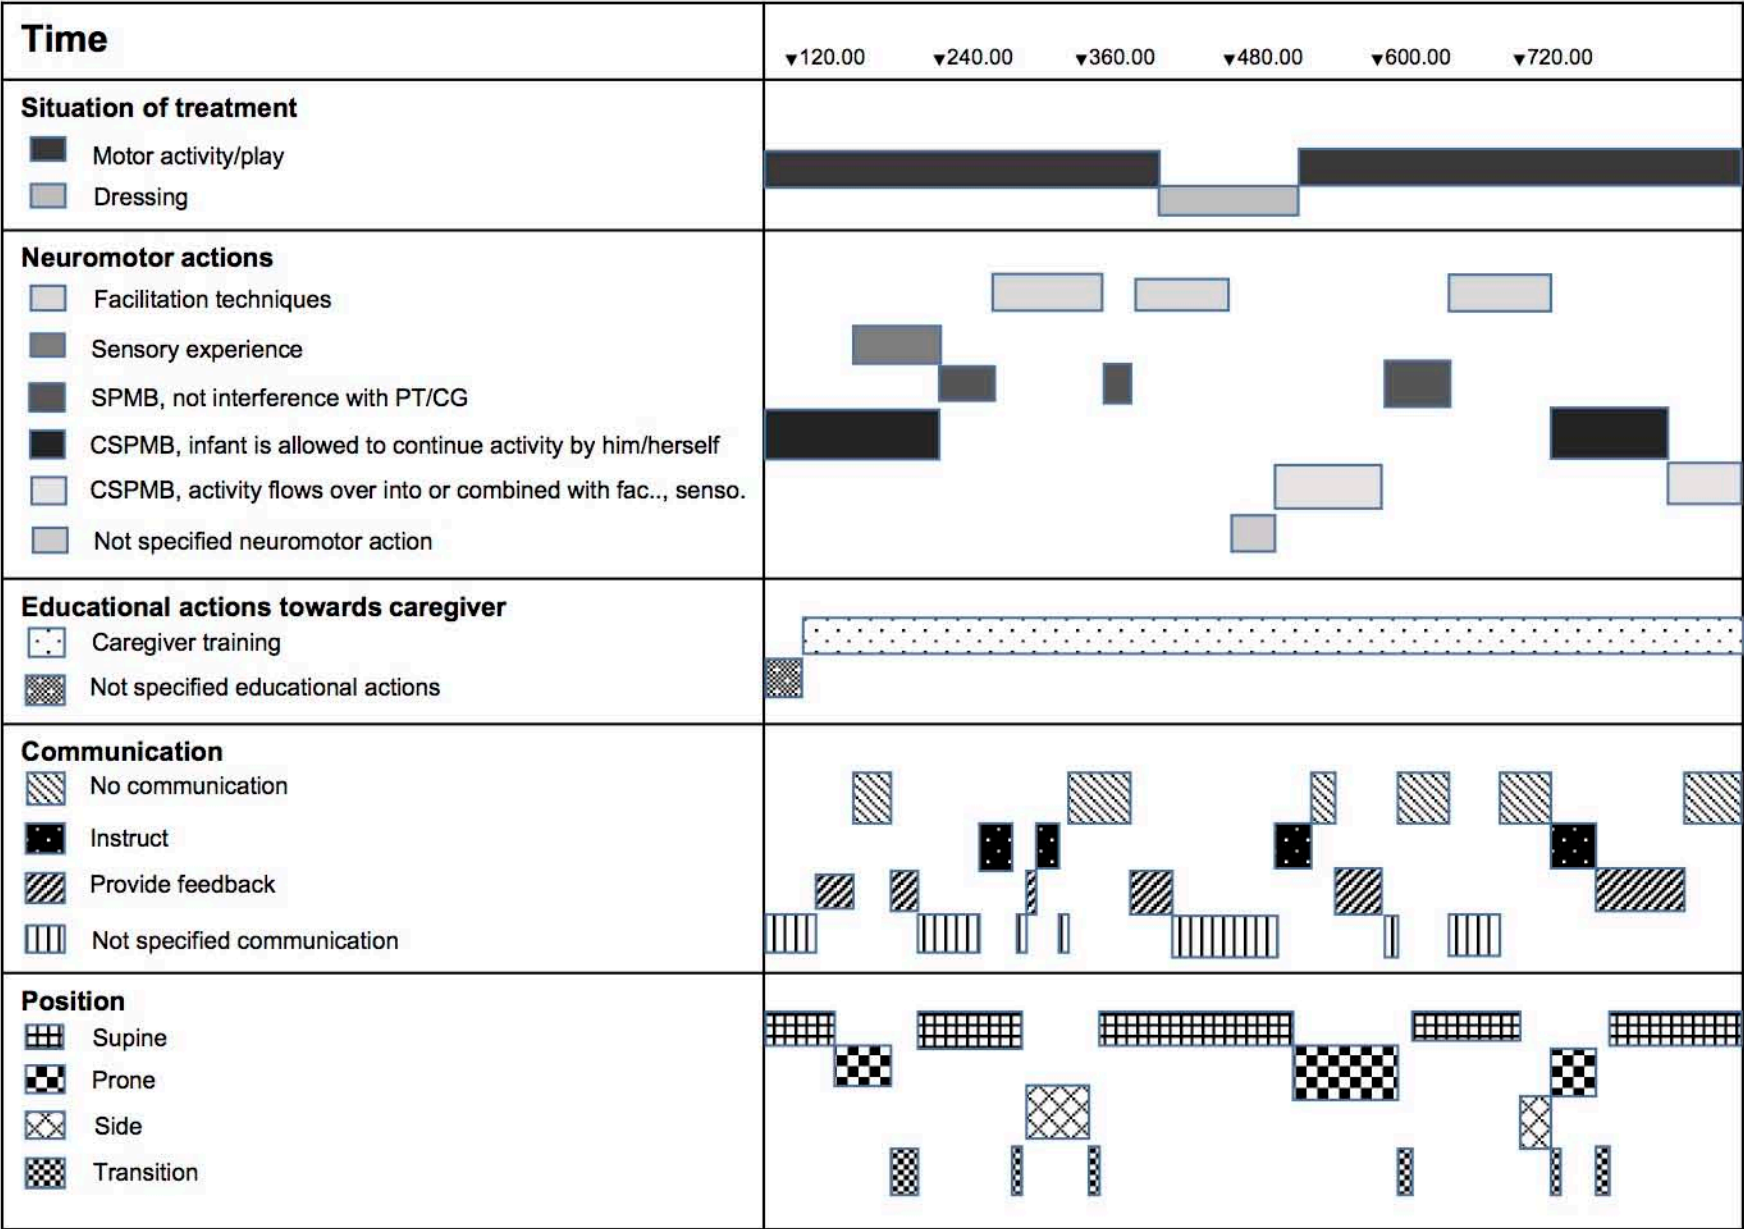 Time
▼120.00 ▼240.00 ▼360.00 ▼480.00 ▼600.00 ▼720.00
Situation of treatment
Motor activity/play
Dressing
Neuromotor actions
Facilitation techniques
Sensory experience
SPMB, not interference with PT/CG
CSPMB, infant is allowed to continue activity by him/herself
CSPMB, activity flows over into or combined with fac.., senso.
Not specified neuromotor action
Educational actions towards caregiver
Caregiver training
Not specified educational actions
Communication
No communication
Instruct
Provide feedback
Not specified communication
Position
Supine
Prone
Side
Transition